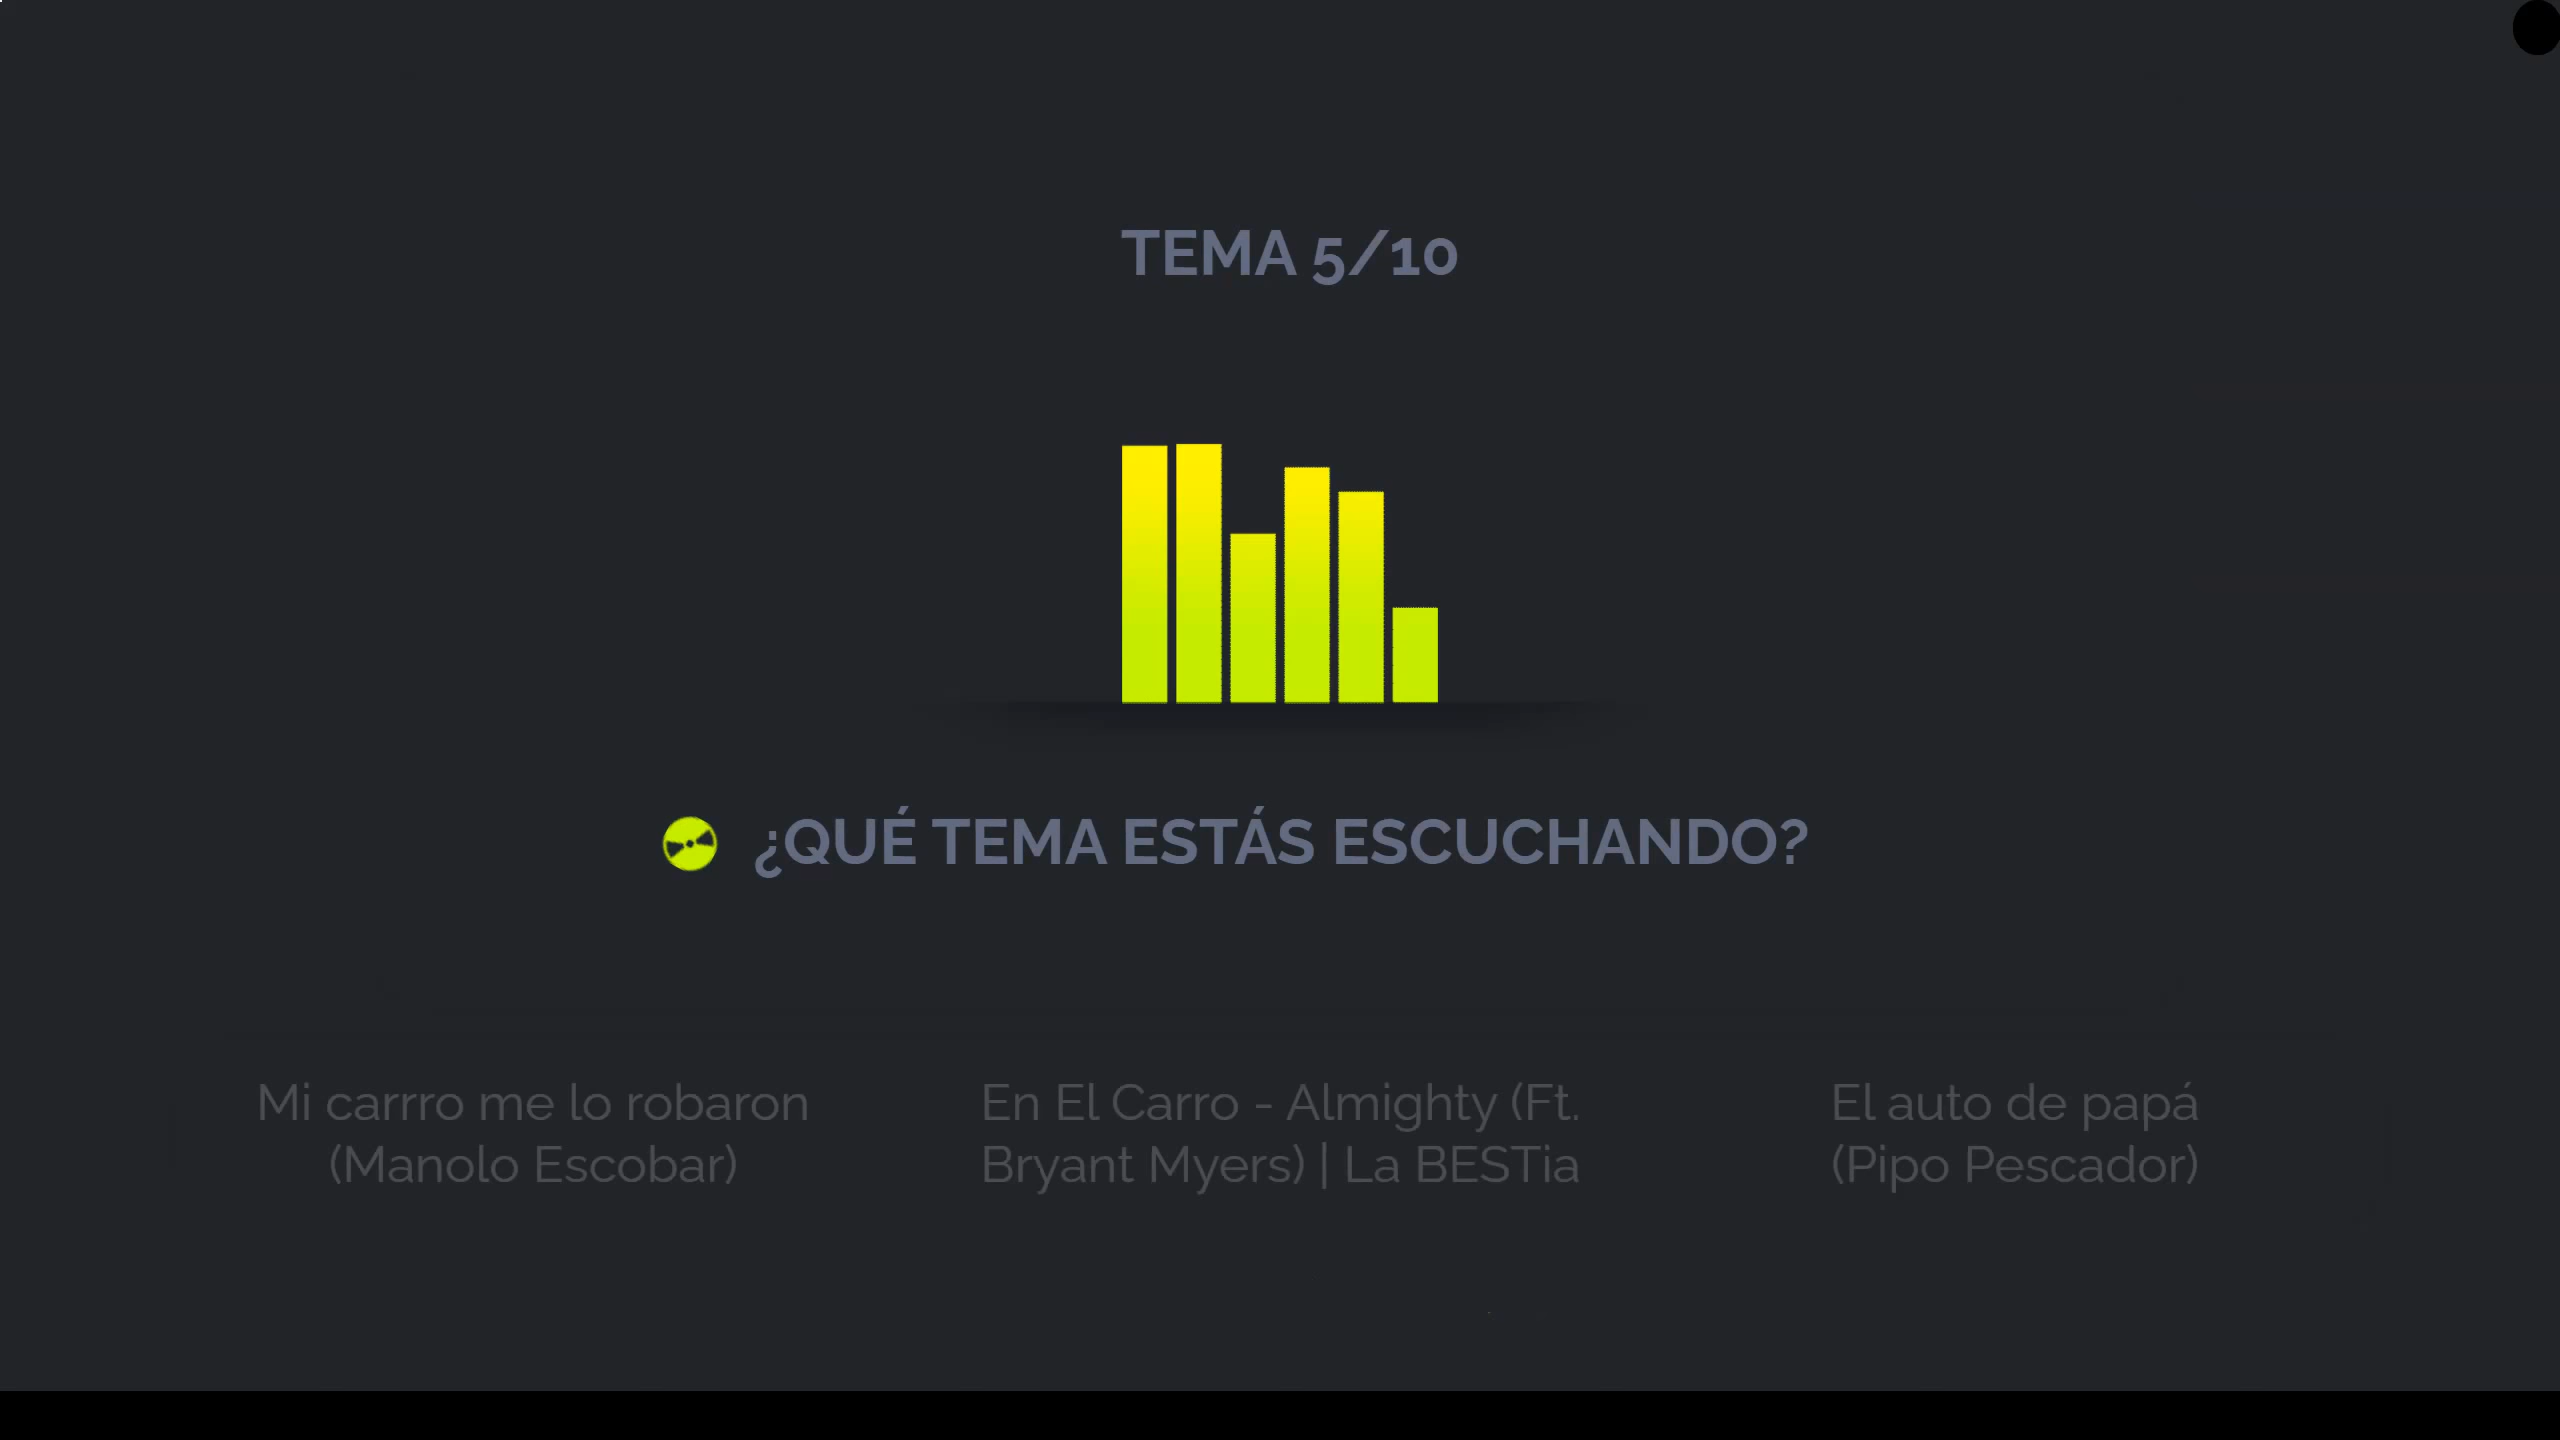 TEMA 5/10
¿QUÉ TEMA ESTÁS ESCUCHANDO?
Mi carrro me lo robaron
(Manolo Escobar)
En El Carro - Almighty (Ft.
Bryant Myers) | La BESTia
El auto de papá
(Pipo Pescador)